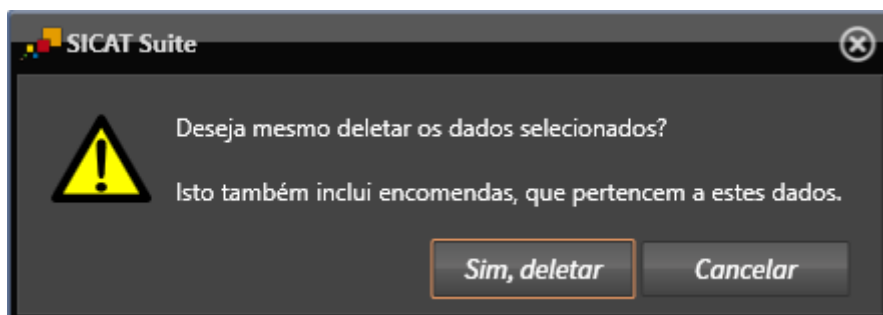 SICAT Suite
Deseja mesmo deletar os dados selecionados?
Isto também inclui encomendas, que pertencem a estes dados.
Sim, deletar
Cancelar